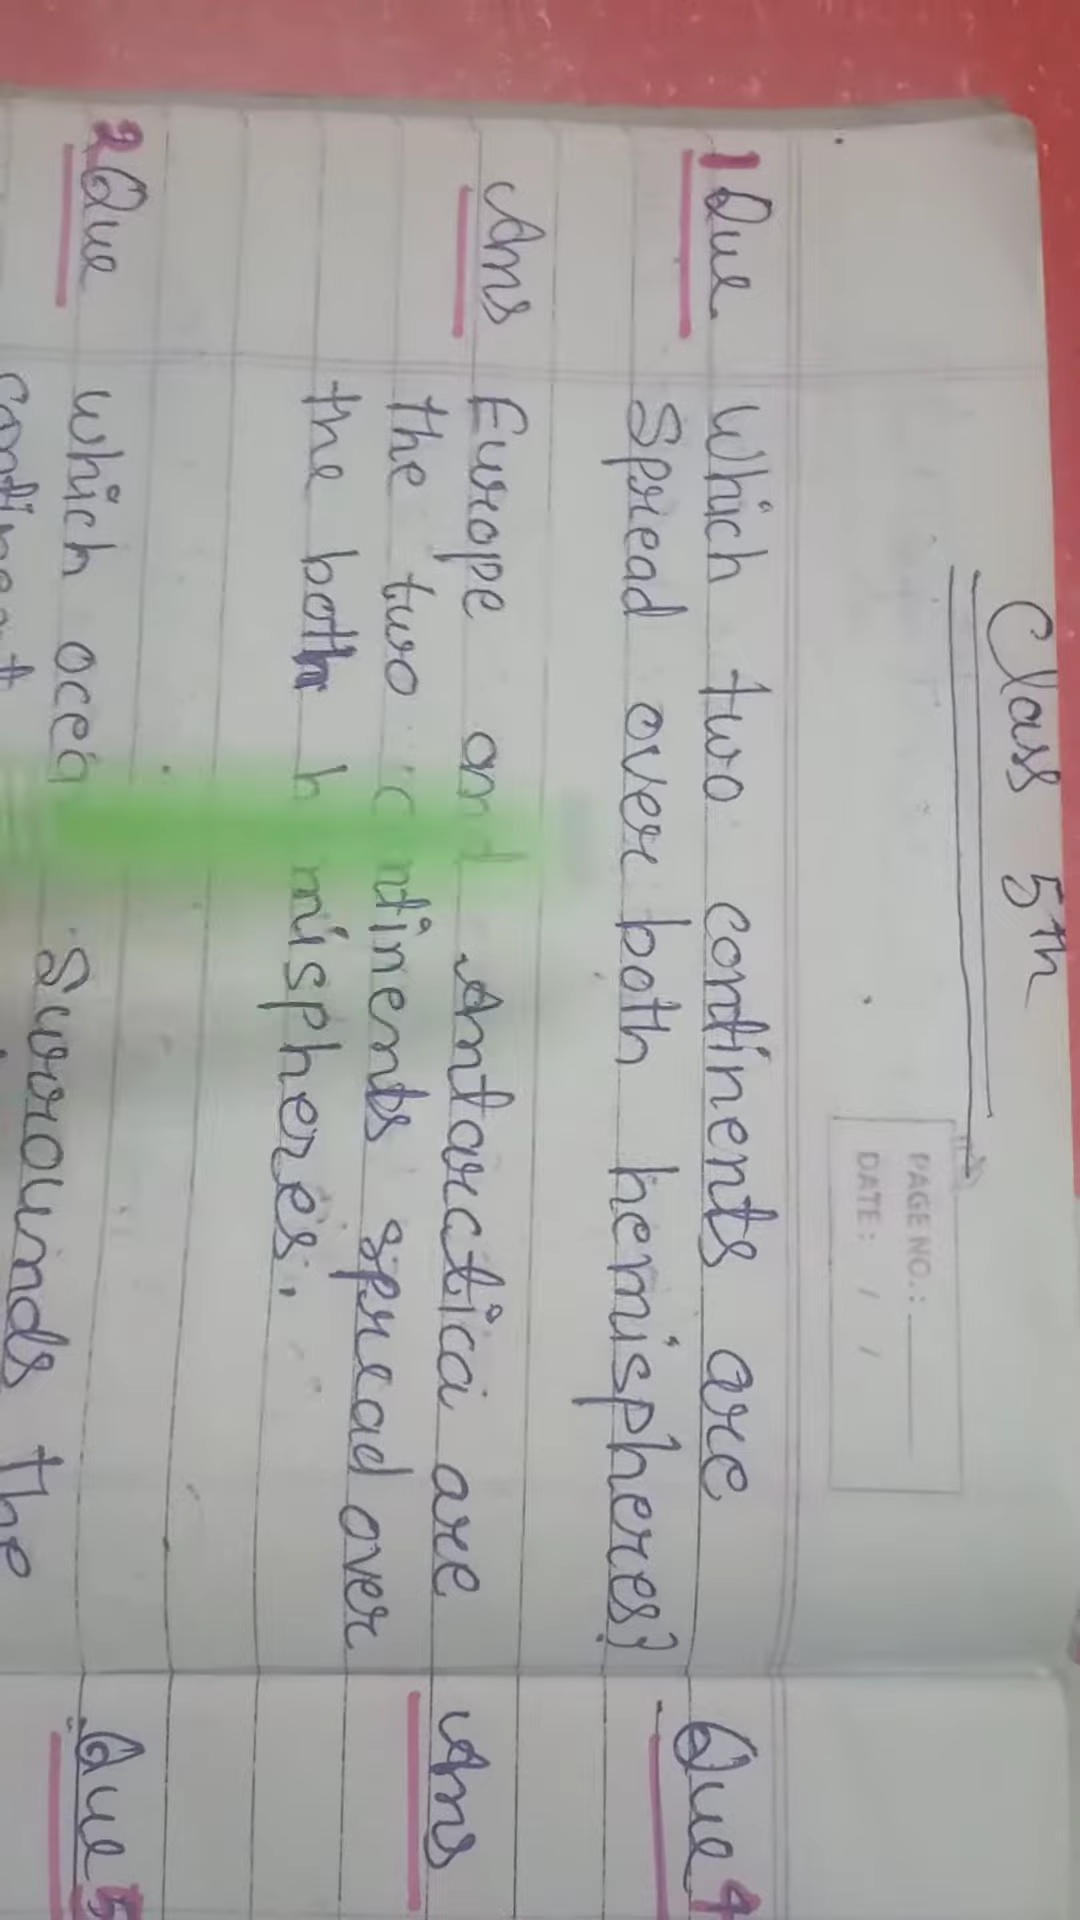 Class 5th
PAGE NO.:
DATE: / /
1 Que Which two continents are
Spread over both hemispheres?
Ans Europe and Antarctica are
the two continents spread over
the both hemispheres.
2 Que which ocea Surrounds the
continent
Que 4
Ans
Que 5